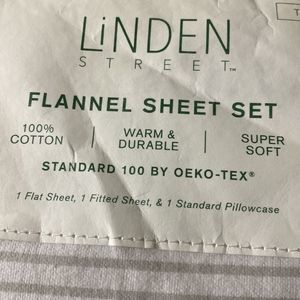 LiNDEN
STREET™
FLANNEL SHEET SET
100% COTTON | WARM & DURABLE | SUPER SOFT
STANDARD 100 BY OEKO-TEX®
1 Flat Sheet, 1 Fitted Sheet, & 1 Standard Pillowcase